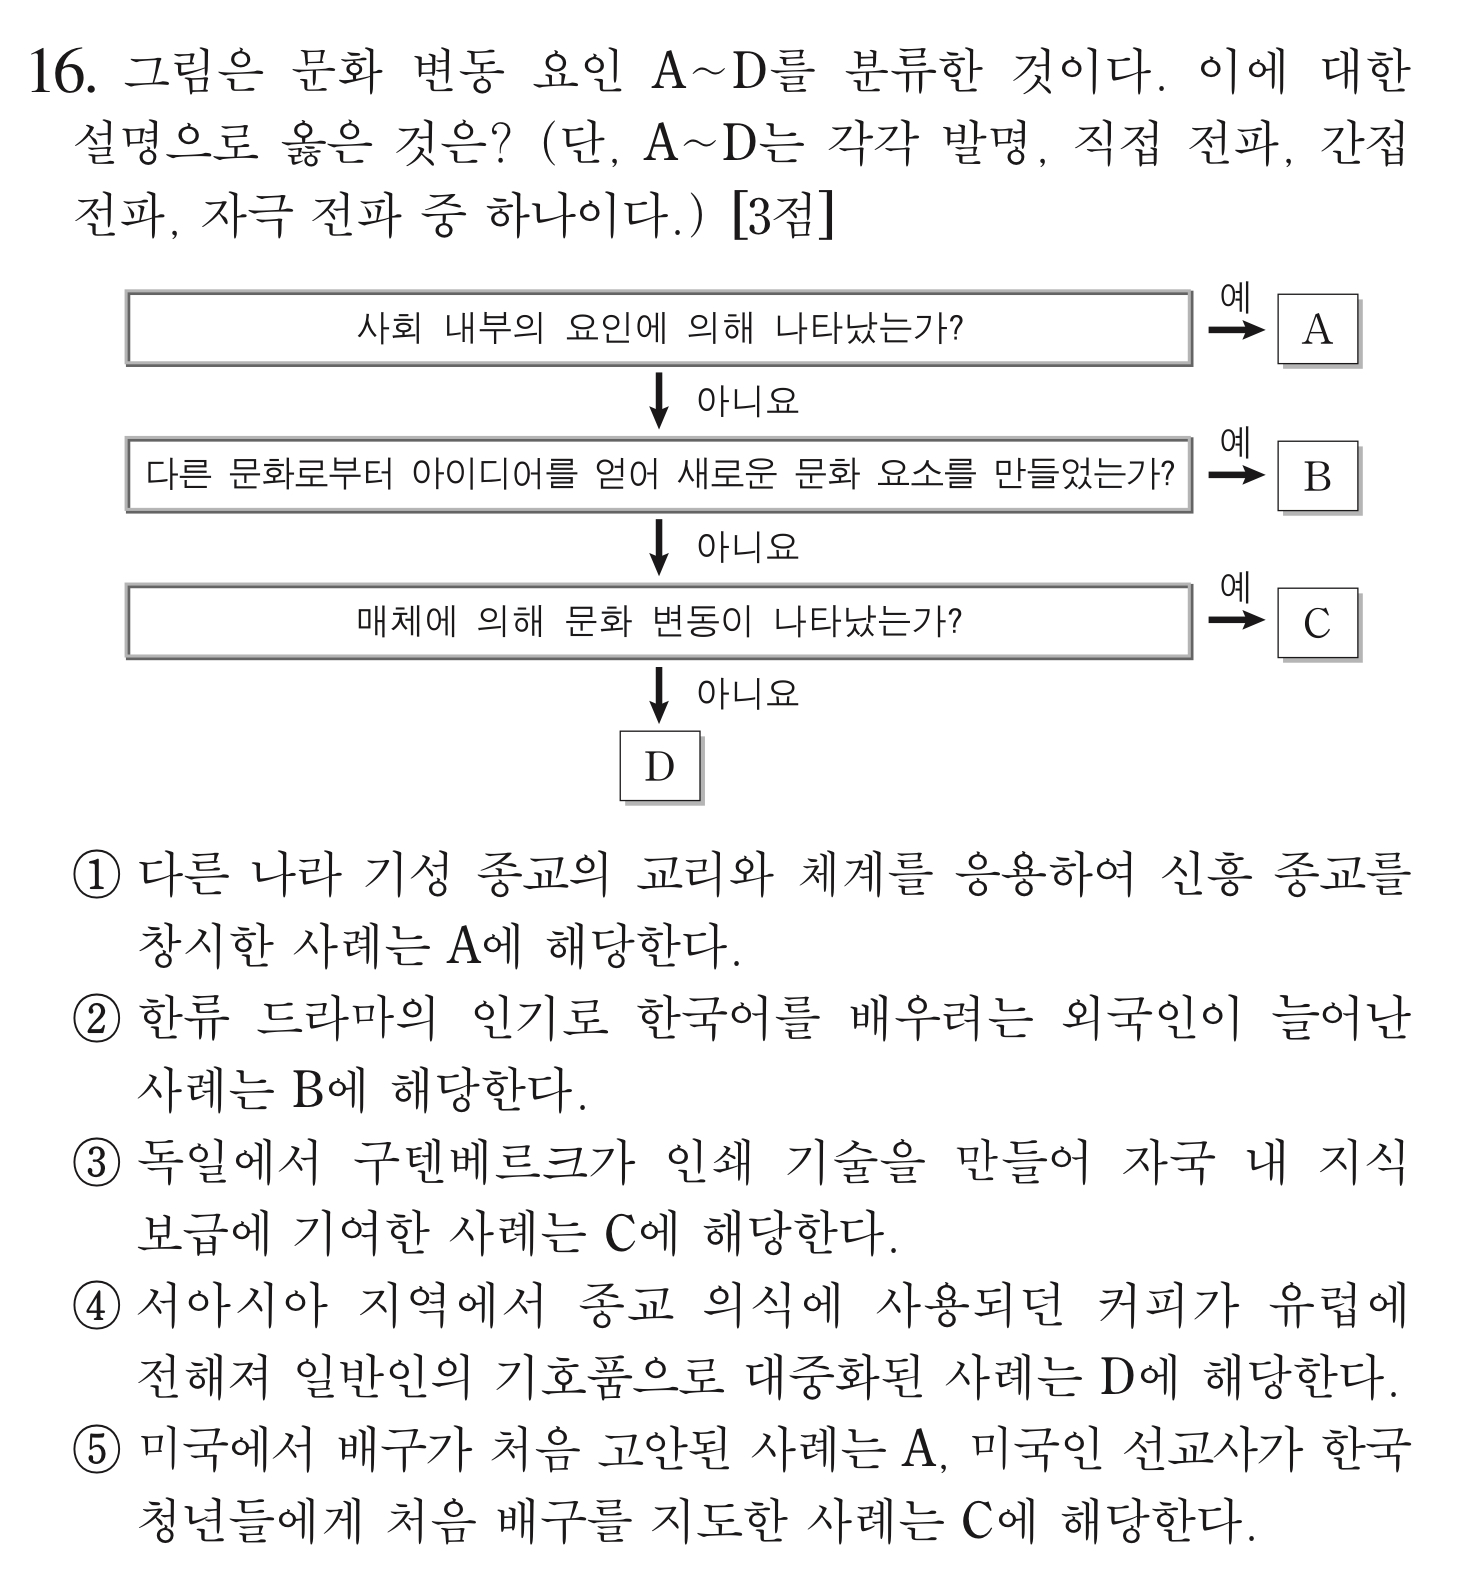 16. 그림은 문화 변동 요인 A~D를 분류한 것이다. 이에 대한
설명으로 옳은 것은? (단, A~D는 각각 발명, 직접 전파, 간접
전파, 자극 전파 중 하나이다.) [3점]
사회 내부의 요인에 의해 나타났는가?
예
A
아니요
다른 문화로부터 아이디어를 얻어 새로운 문화 요소를 만들었는가?
예
B
아니요
매체에 의해 문화 변동이 나타났는가?
예
C
아니요
D
① 다른 나라 기성 종교의 교리와 체계를 응용하여 신흥 종교를
창시한 사례는 A에 해당한다.
② 한류 드라마의 인기로 한국어를 배우려는 외국인이 늘어난
사례는 B에 해당한다.
③ 독일에서 구텐베르크가 인쇄 기술을 만들어 자국 내 지식
보급에 기여한 사례는 C에 해당한다.
④ 서아시아 지역에서 종교 의식에 사용되던 커피가 유럽에
전해져 일반인의 기호품으로 대중화된 사례는 D에 해당한다.
⑤ 미국에서 배구가 처음 고안된 사례는 A, 미국인 선교사가 한국
청년들에게 처음 배구를 지도한 사례는 C에 해당한다.